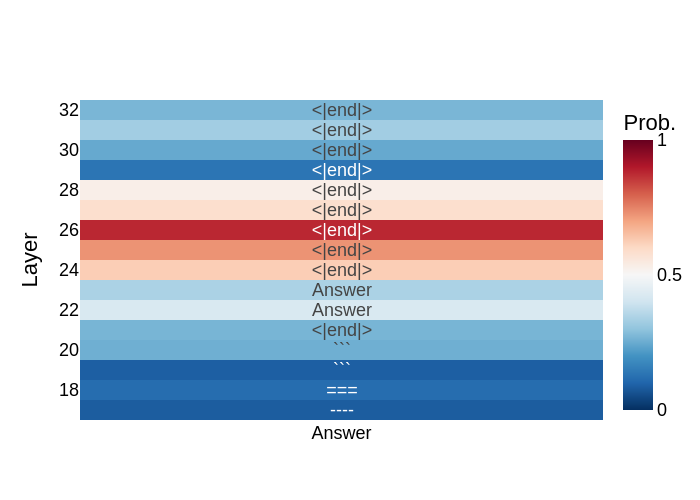 Prob.
32 <|end|>
<|end|>
1
30 <|end|>
<|end|>
28 <|end|>
<|end|>
26 <|end|>
<|end|>
Layer
24 <|end|>
0.5
Answer
22 Answer
<|end|>
20 ```
```
18 ===
----
0
Answer